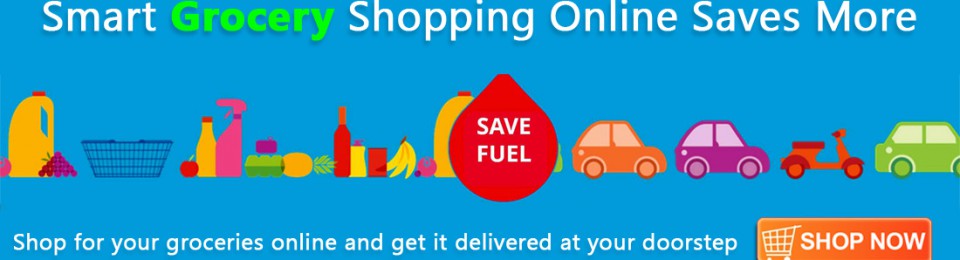 Smart Grocery Shopping Online Saves More
SAVE
FUEL
Shop for your groceries online and get it delivered at your doorstep
SHOP NOW